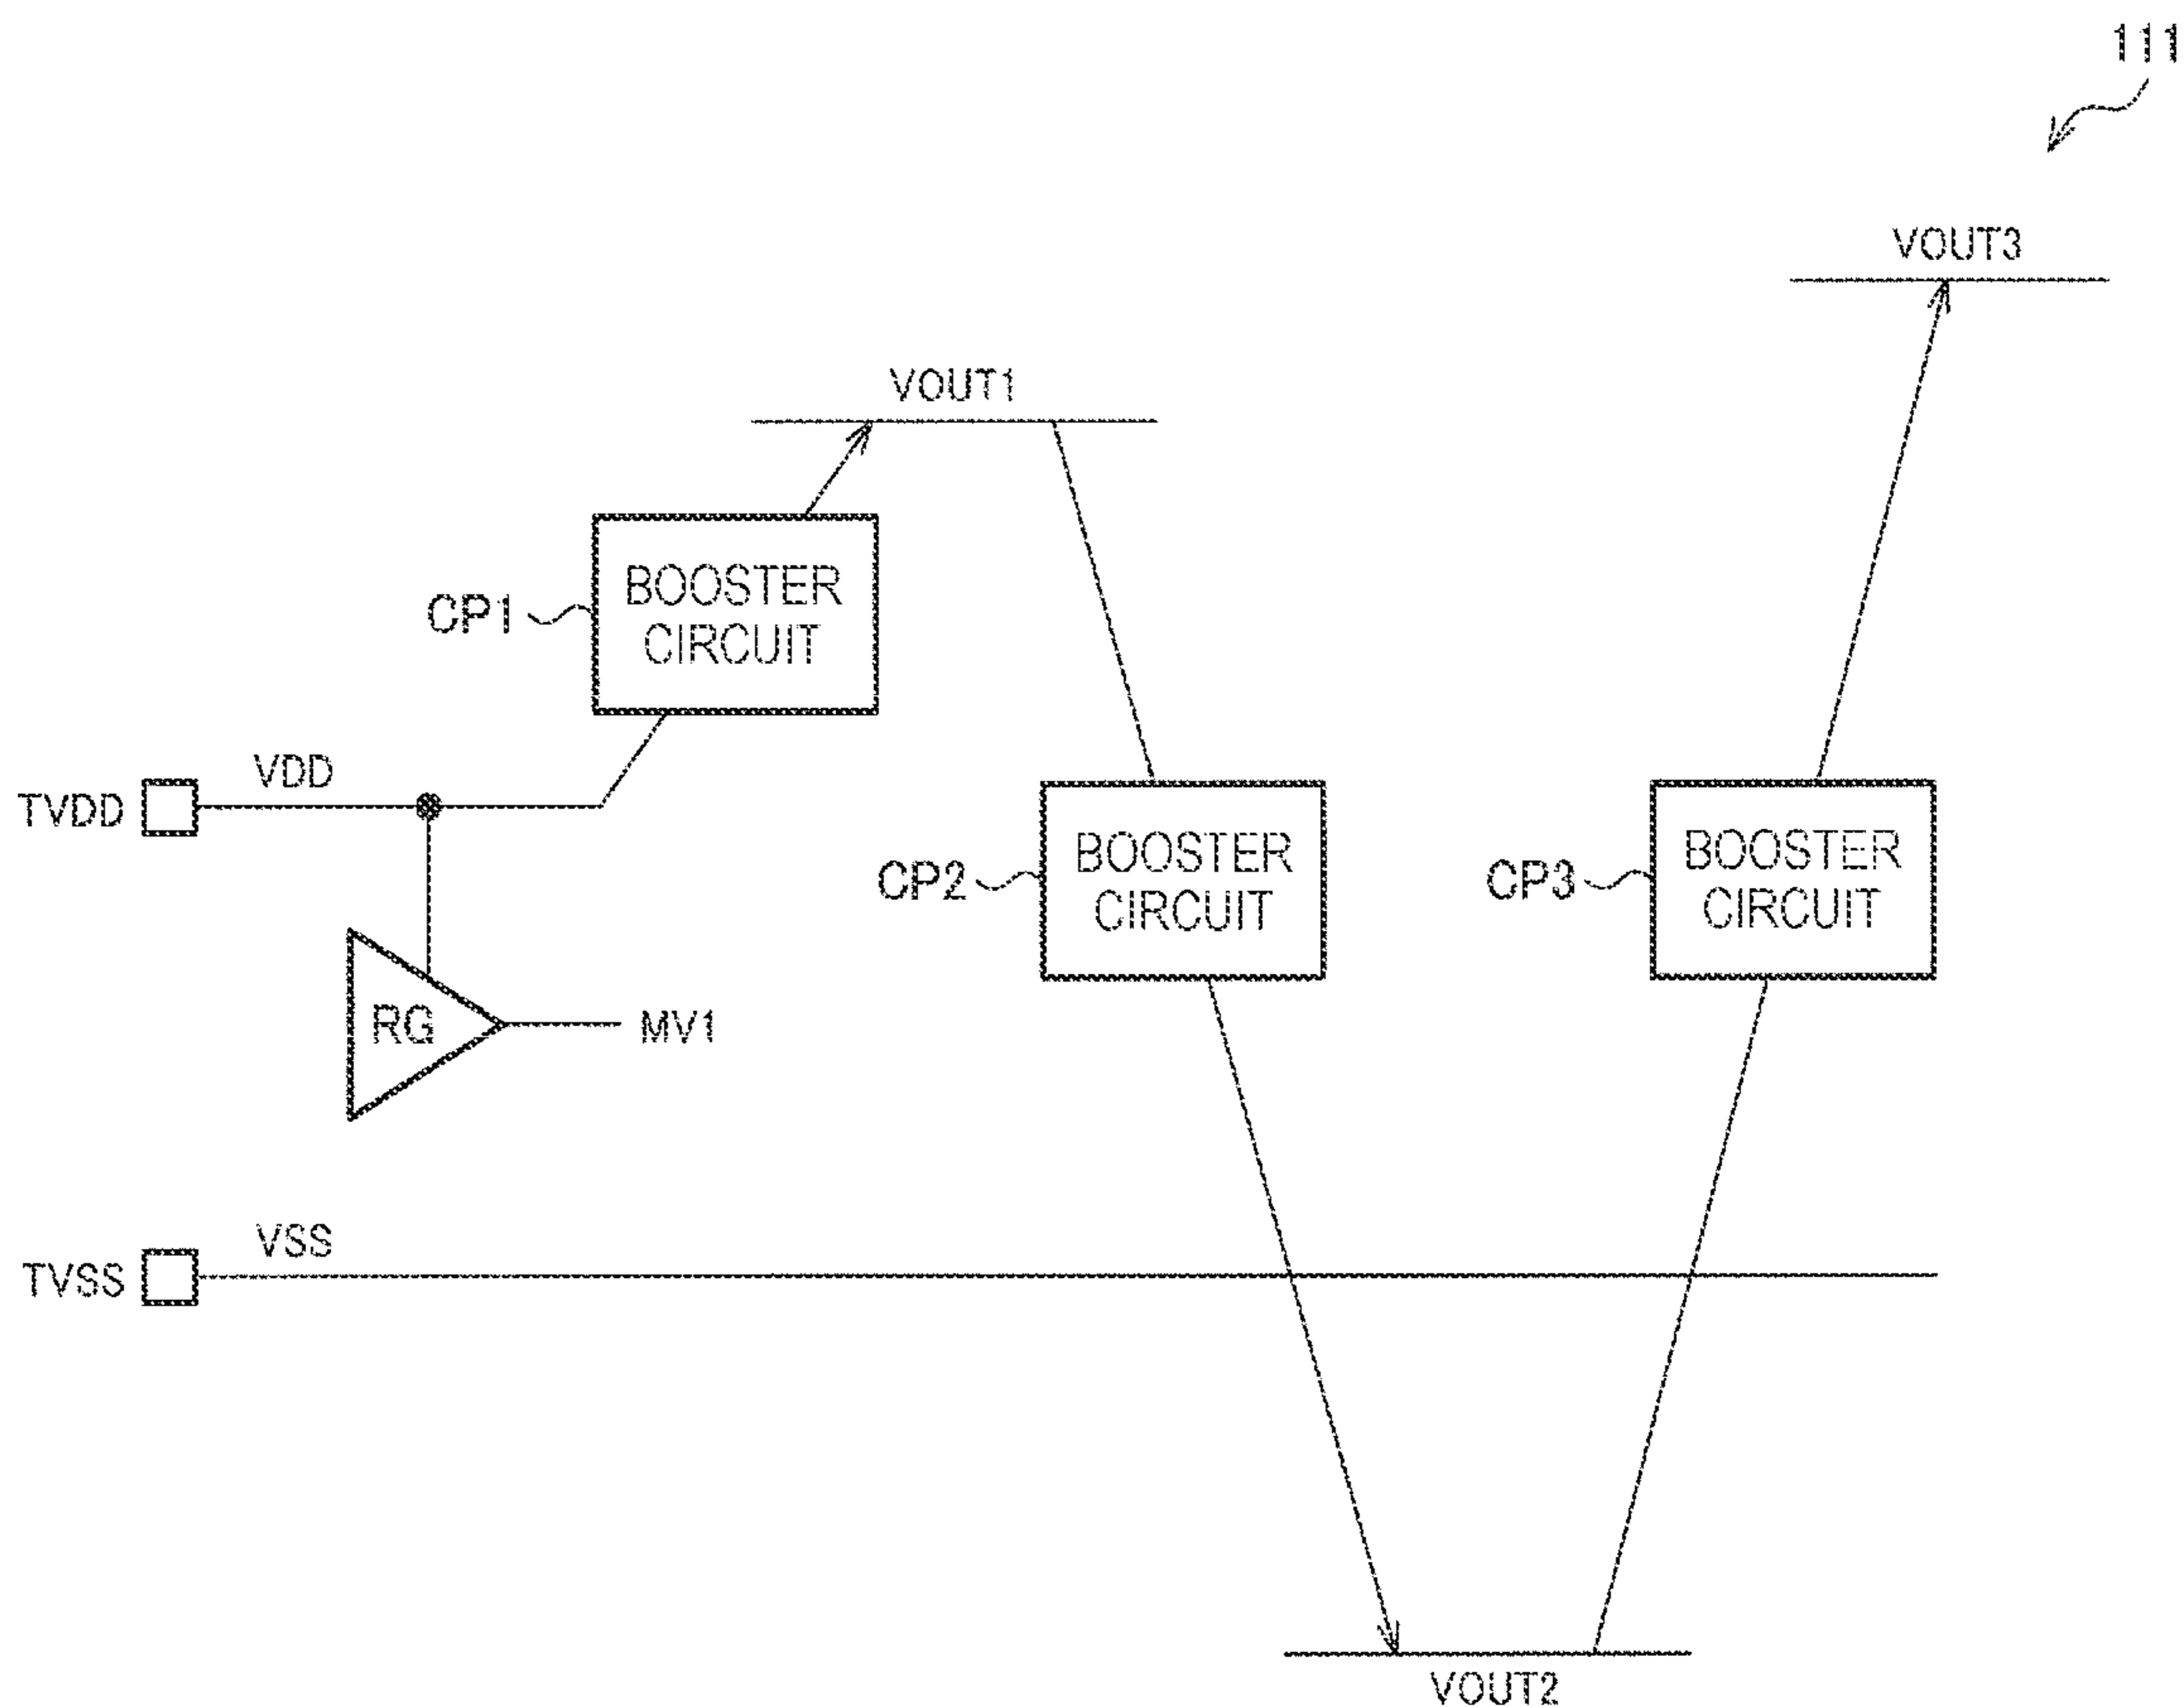 111
VOUT3
VOUT1
BOOSTER
CIRCUIT
CP1
VDD
TVDD
BOOSTER
CIRCUIT
CP2
BOOSTER
CIRCUIT
CP3
RG
MV1
VSS
TVSS
VOUT2